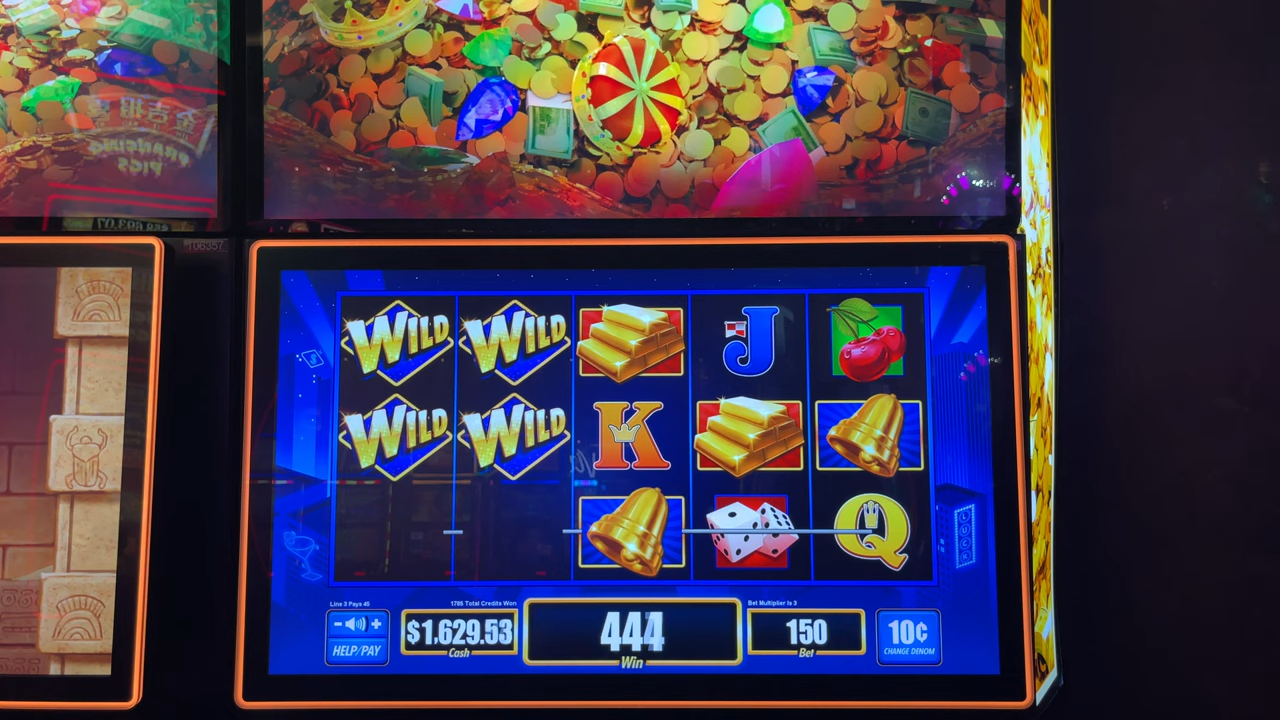 106357
WILD
WILD
J
WILD
WILD
K
Q
Line 3 Pays 45
1785 Total Credits Won
Bet Multiplier is 3
- +
HELP/PAY
$1,629.53
Cash
444
Win
150
Bet
10¢
CHANGE DENOM